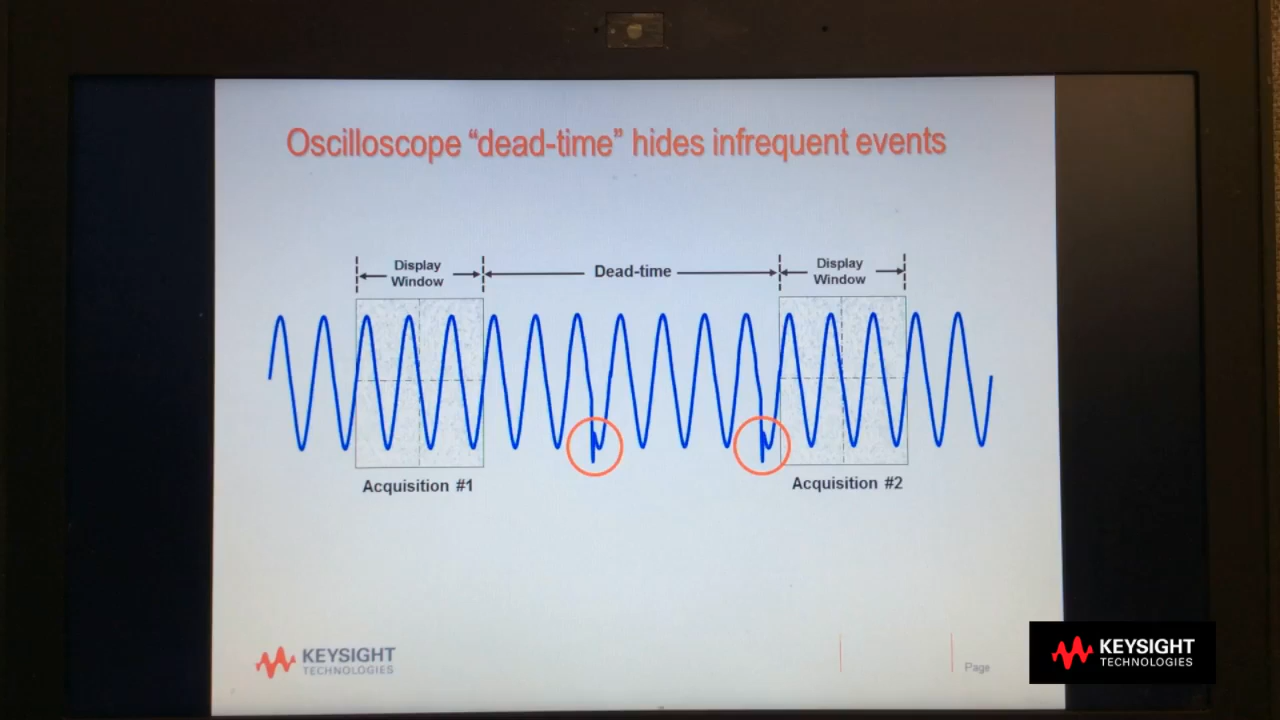 Oscilloscope “dead-time” hides infrequent events
Display
Window
Dead-time
Display
Window
Acquisition #1
Acquisition #2
KEYSIGHT
TECHNOLOGIES
Page
KEYSIGHT
TECHNOLOGIES